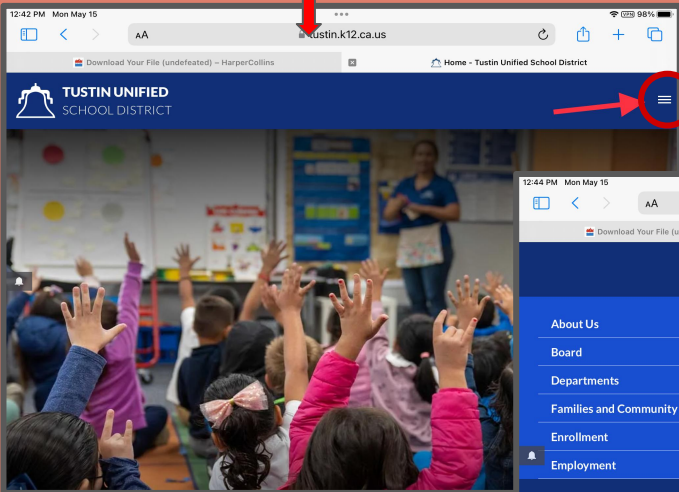 12:42 PM Mon May 15
VPN 98%
AA
tustin.k12.ca.us
Download Your File (undefeated) – HarperCollins
Home - Tustin Unified School District
TUSTIN UNIFIED
SCHOOL DISTRICT
12:44 PM Mon May 15
AA
Download Your File (u
About Us
Board
Departments
Families and Community
Enrollment
Employment